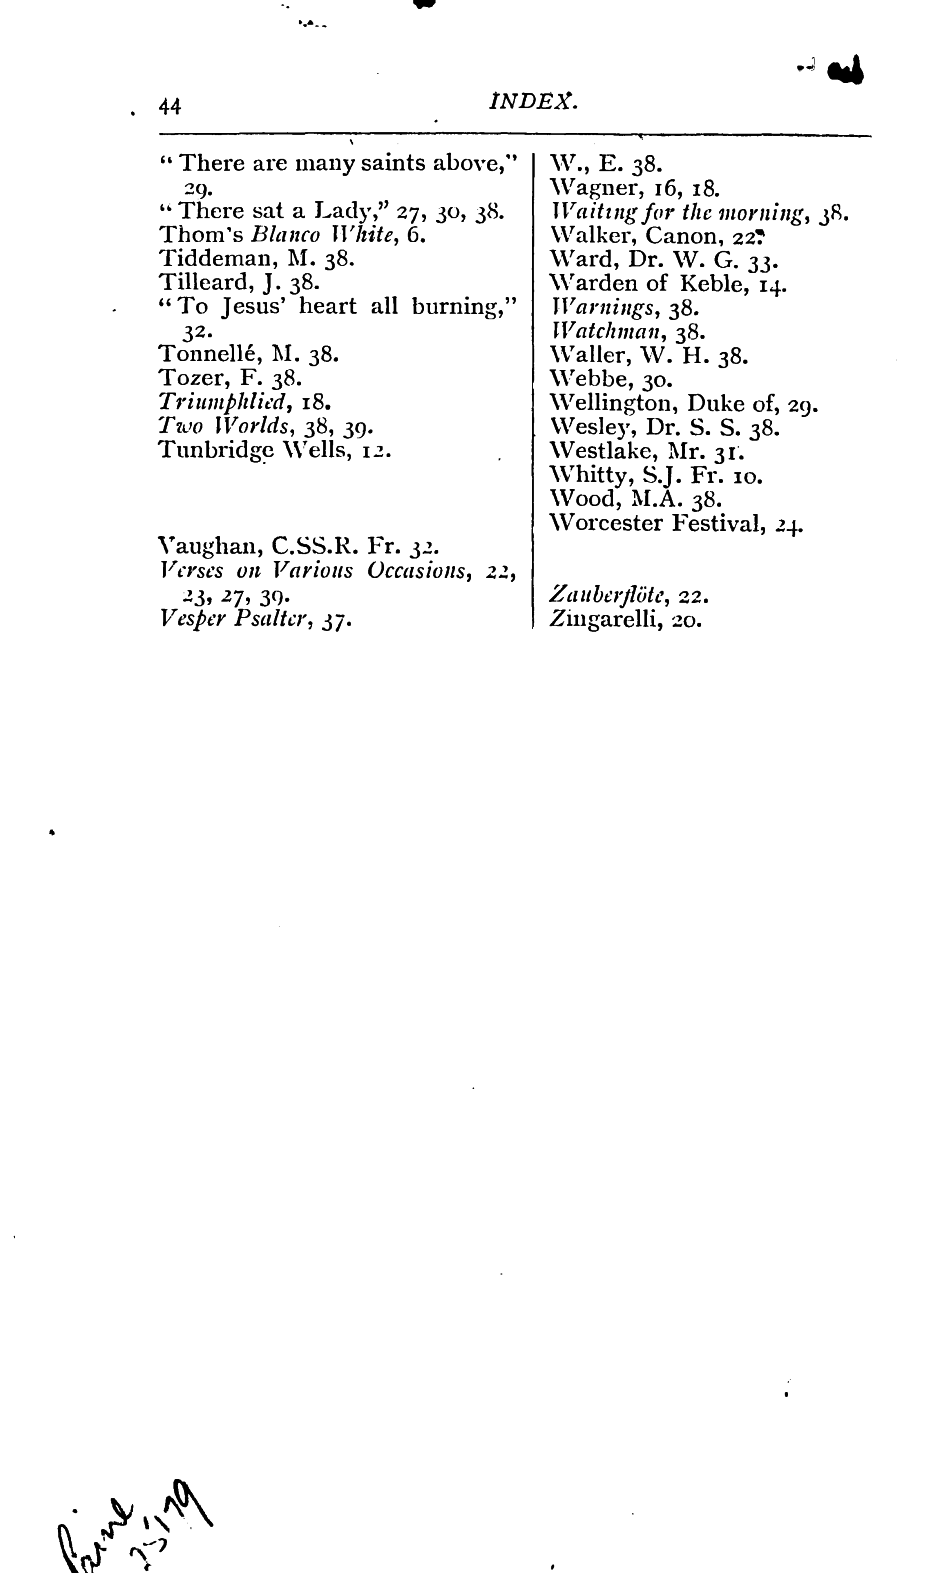 44 INDEX.
“ There are many saints above,”
29.
“ There sat a Lady,” 27, 30, 38.
Thom's Blanco White, 6.
Tiddeman, M. 38.
Tilleard, J. 38.
“ To Jesus' heart all burning,”
32.
Tonnellé, M. 38.
Tozer, F. 38.
Triumphlied, 18.
Two Worlds, 38, 39.
Tunbridge Wells, 12.
Vaughan, C.SS.R. Fr. 32.
Verses on Various Occasions, 22,
23, 27, 39.
Vesper Psalter, 37.
W., E. 38.
Wagner, 16, 18.
Waiting for the morning, 38.
Walker, Canon, 22.
Ward, Dr. W. G. 33.
Warden of Keble, 14.
Warnings, 38.
Watchman, 38.
Waller, W. H. 38.
Webbe, 30.
Wellington, Duke of, 29.
Wesley, Dr. S. S. 38.
Westlake, Mr. 31.
Whitty, S.J. Fr. 10.
Wood, M.A. 38.
Worcester Festival, 24.
Zauberflöte, 22.
Zingarelli, 20.